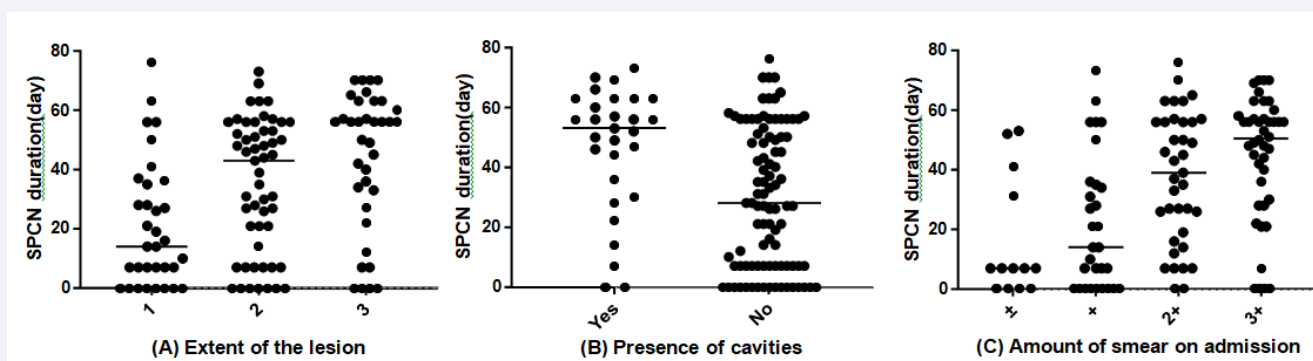 SPCN duration(day)
80
60
40
20
0
1
2
3
(A) Extent of the lesion
SPCN duration(day)
80
60
40
20
0
Yes
No
(B) Presence of cavities
SPCN duration(day)
80
60
40
20
0
±
+
2+
3+
(C) Amount of smear on admission